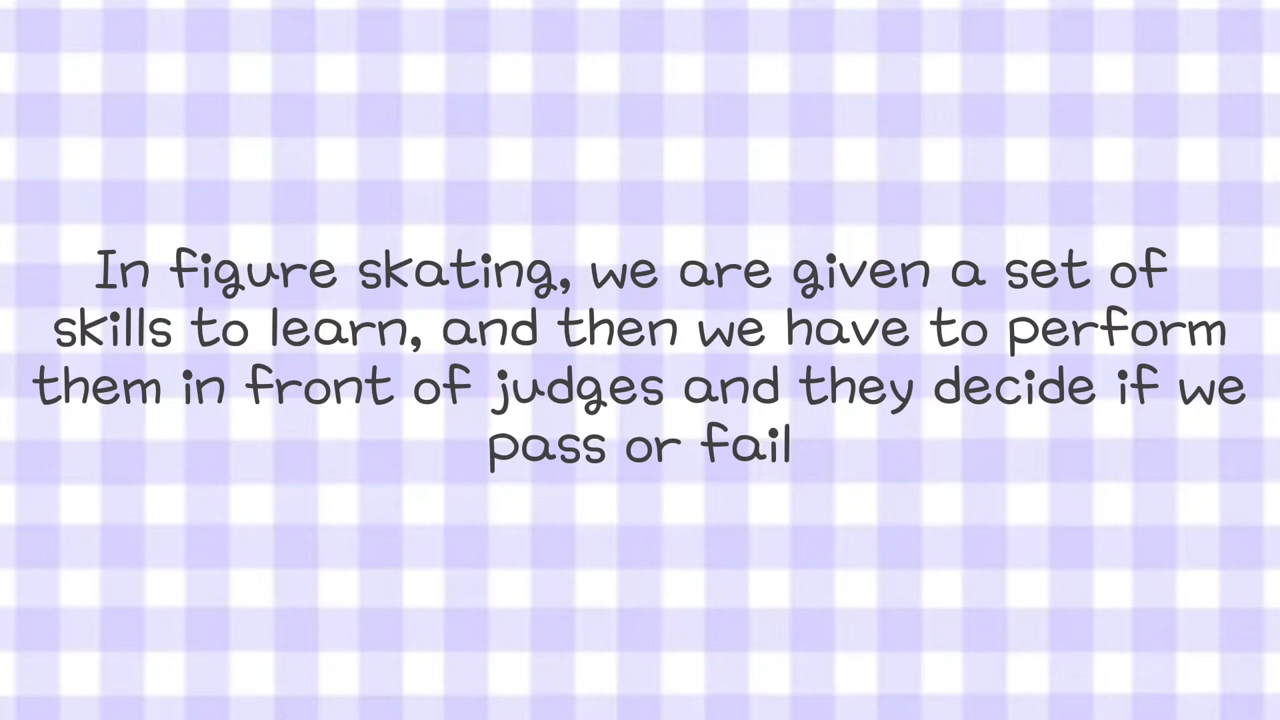 In figure skating, we are given a set of
skills to learn, and then we have to perform
them in front of judges and they decide if we
pass or fail